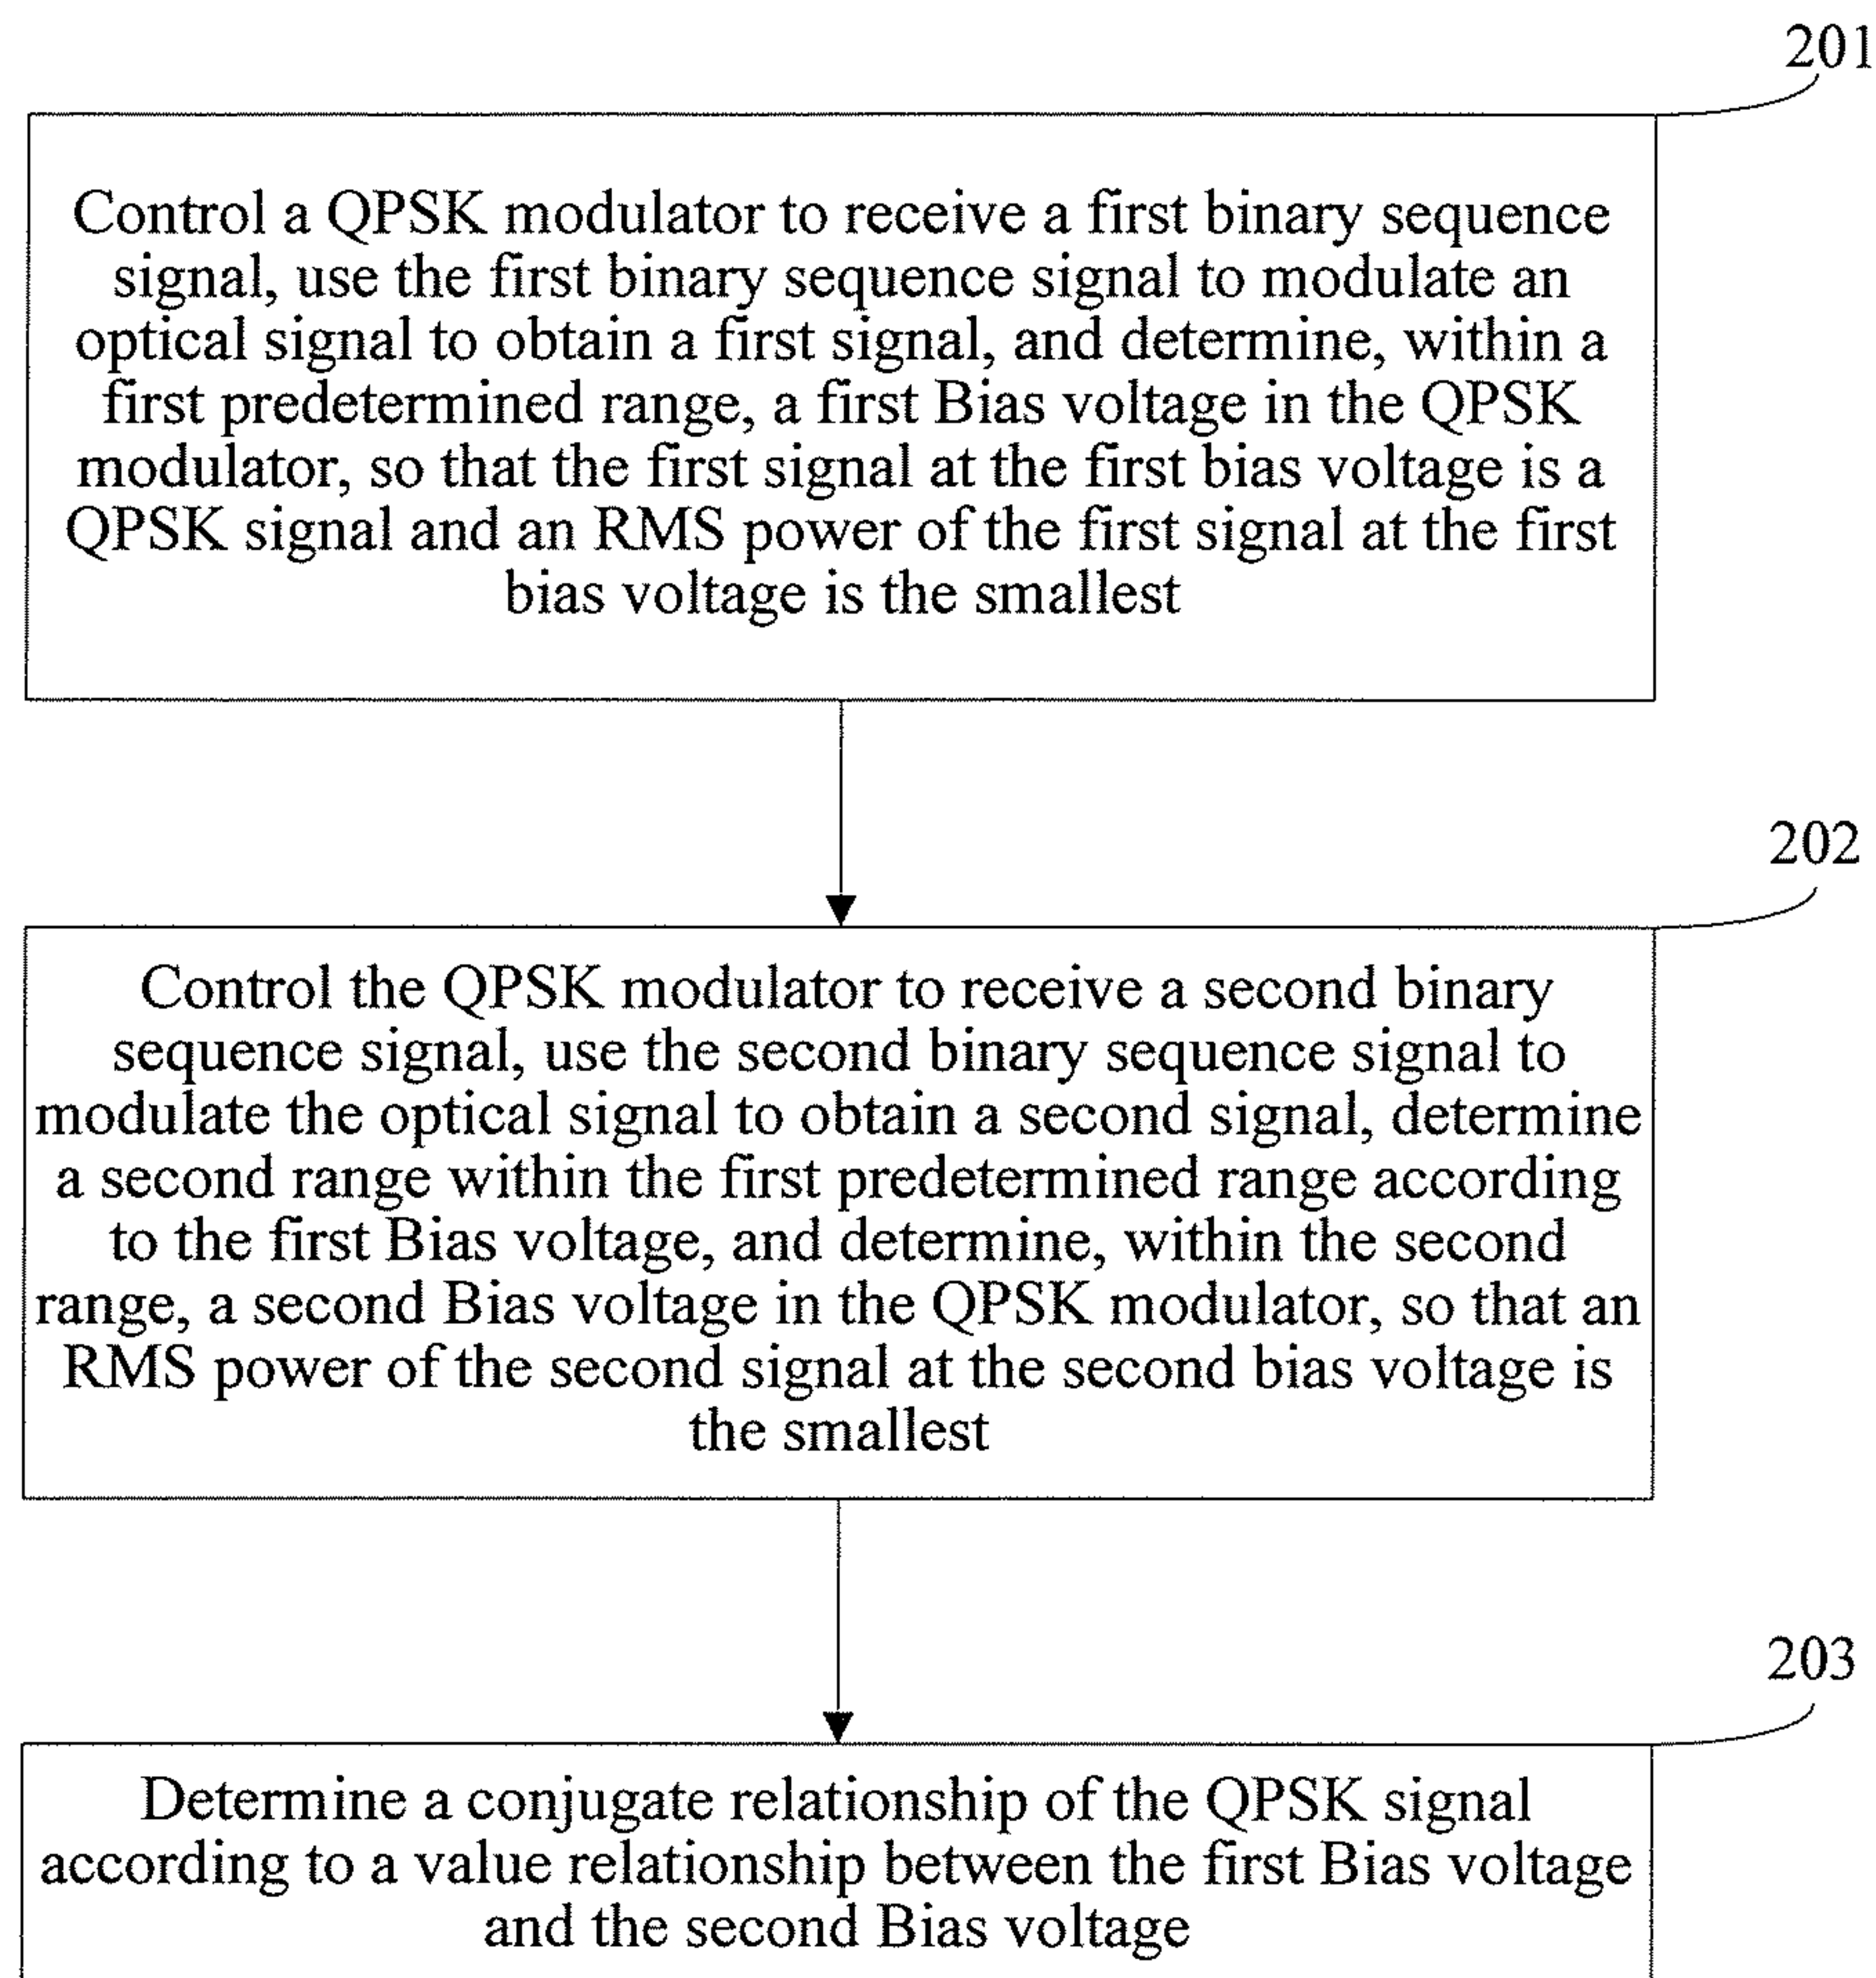 201
Control a QPSK modulator to receive a first binary sequence
signal, use the first binary sequence signal to modulate an
optical signal to obtain a first signal, and determine, within a
first predetermined range, a first Bias voltage in the QPSK
modulator, so that the first signal at the first bias voltage is a
QPSK signal and an RMS power of the first signal at the first
bias voltage is the smallest
202
Control the QPSK modulator to receive a second binary
sequence signal, use the second binary sequence signal to
modulate the optical signal to obtain a second signal, determine
a second range within the first predetermined range according
to the first Bias voltage, and determine, within the second
range, a second Bias voltage in the QPSK modulator, so that an
RMS power of the second signal at the second bias voltage is
the smallest
203
Determine a conjugate relationship of the QPSK signal
according to a value relationship between the first Bias voltage
and the second Bias voltage